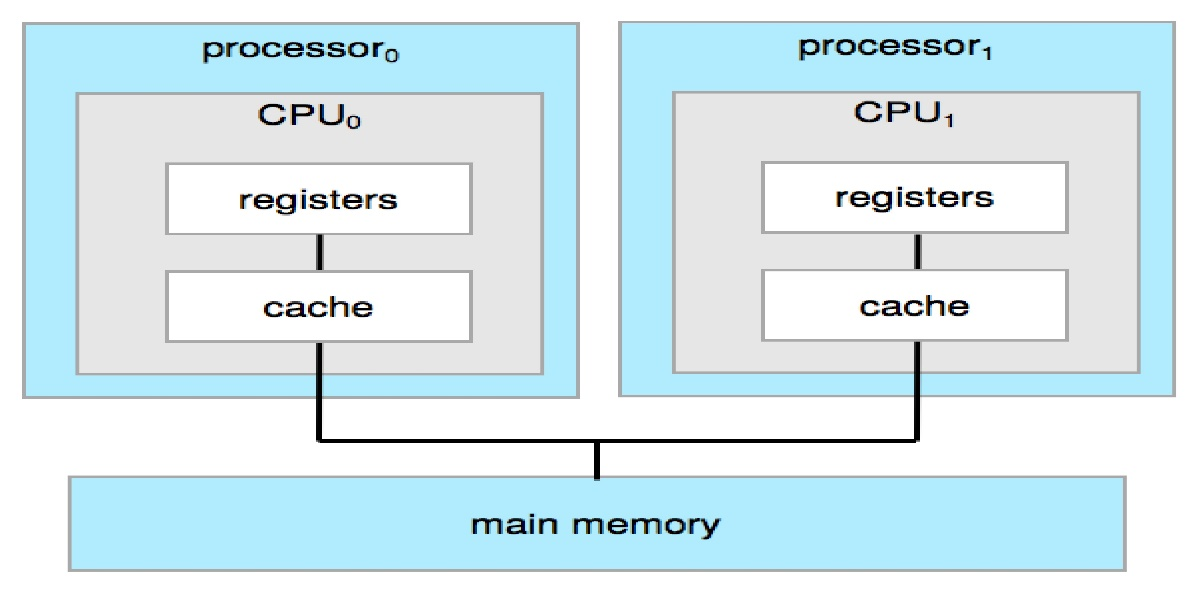 processor₀
CPU₀
registers
cache
processor₁
CPU₁
registers
cache
main memory